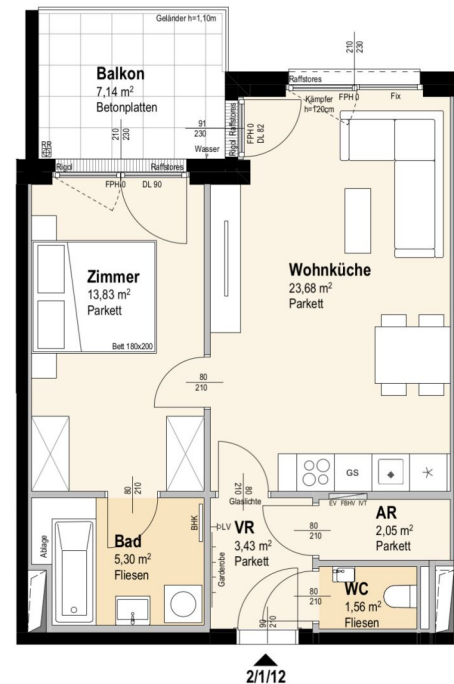 Geländer h=1,10m
Balkon
7,14 m²
Betonplatten
210
230
Raffstores
Kämpfer
h=120cm
FPH 0
Fix
91
230
210
230
Wasser
Rigol Raffstores
FPH 0
DL 82
Rigol
Raffstores
FPH 0
DL 90
Zimmer
13,83 m²
Parkett
Bett 180x200
Wohnküche
23,68 m²
Parkett
80
210
GS
80
210
Glaslichte
EV FBHV IVT
80
210
Ablage
Bad
5,30 m²
Fliesen
BHK
LV
Garderobe
VR
3,43 m²
Parkett
80
210
AR
2,05 m²
Parkett
80
210
WC
1,56 m²
Fliesen
90
210
2/1/12